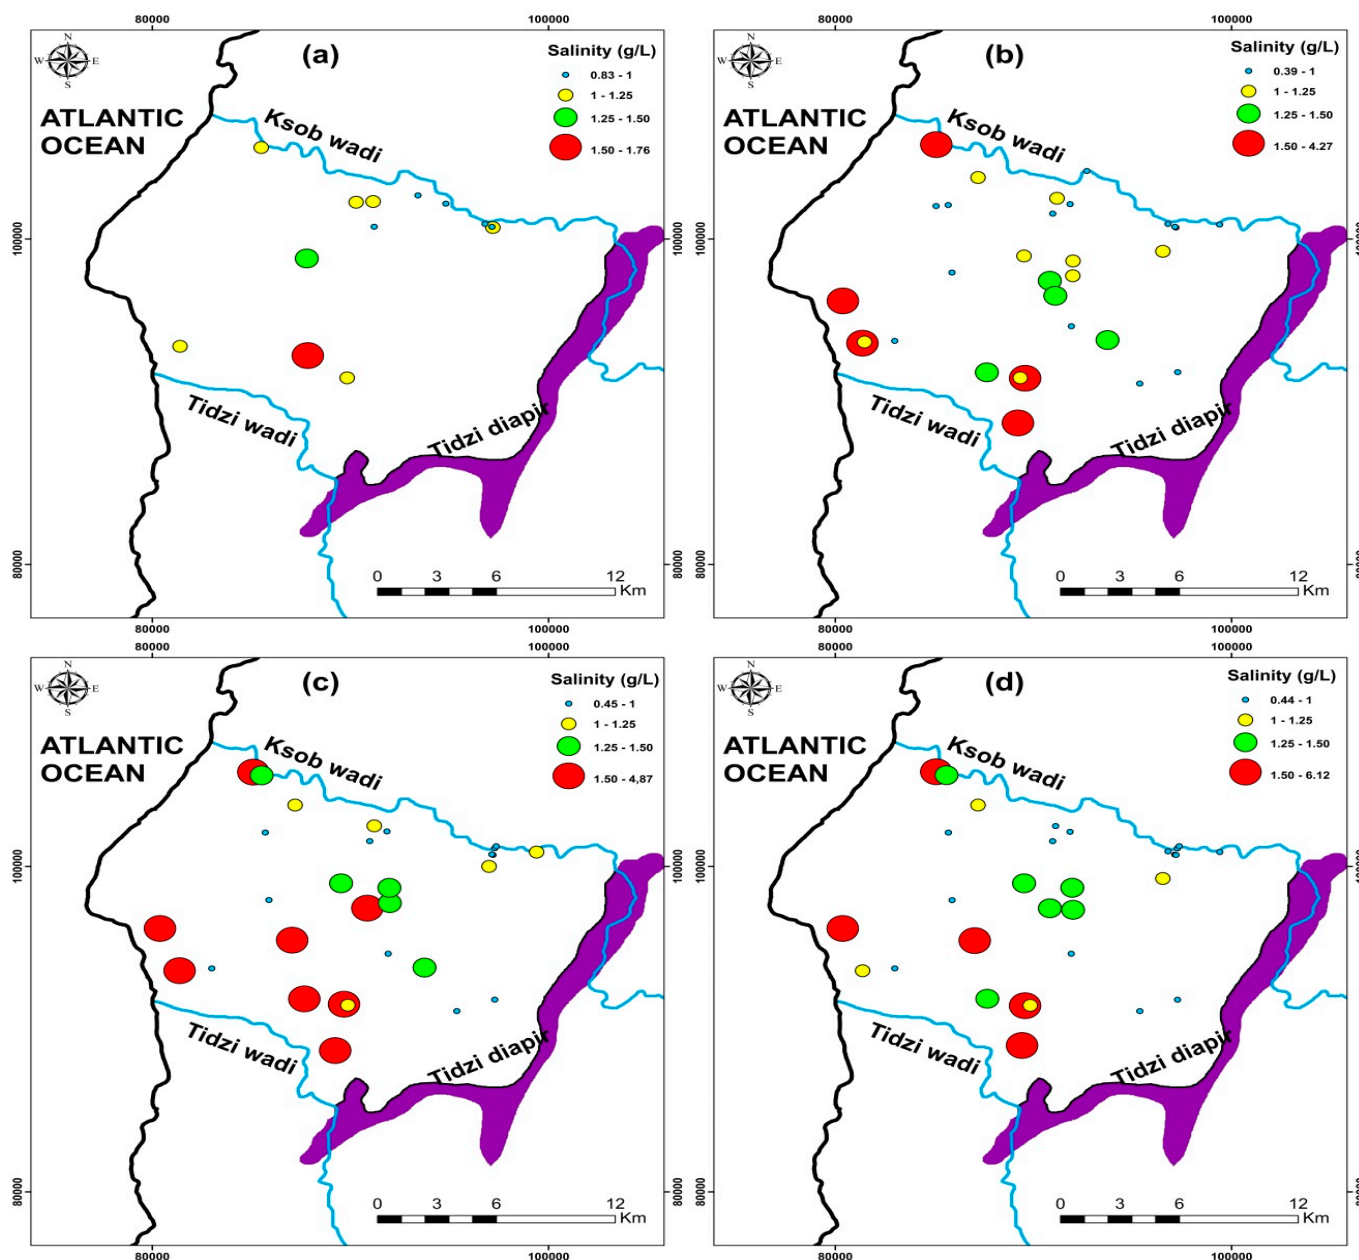 80000 100000
(a)
Salinity (g/L)
0.83 - 1
1 - 1.25
1.25 - 1.50
1.50 - 1.76
N
W E
S
ATLANTIC
OCEAN
Ksob wadi
100000 100000
Tidzi wadi
Tidzi diapir
80000 80000
0 3 6 12
Km
80000 100000
80000 100000
(b)
Salinity (g/L)
0.39 - 1
1 - 1.25
1.25 - 1.50
1.50 - 4.27
N
W E
S
ATLANTIC
OCEAN
Ksob wadi
100000
Tidzi wadi
Tidzi diapir
0 3 6 12
Km
80000 100000
80000 100000
(c)
Salinity (g/L)
0.45 - 1
1 - 1.25
1.25 - 1.50
1.50 - 4,87
N
W E
S
ATLANTIC
OCEAN
Ksob wadi
100000 100000
Tidzi wadi
Tidzi diapir
80000 80000
0 3 6 12
Km
80000 100000
80000 100000
(d)
Salinity (g/L)
0.44 - 1
1 - 1.25
1.25 - 1.50
1.50 - 6.12
N
W E
S
ATLANTIC
OCEAN
Ksob wadi
Tidzi wadi
Tidzi diapir
0 3 6 12
Km